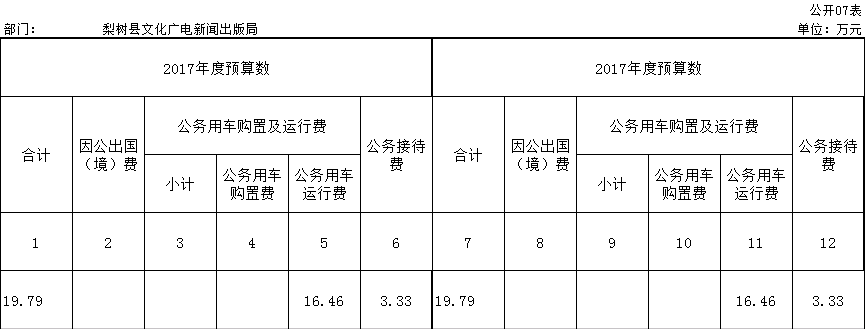 公开07表
部门： 梨树县文化广电新闻出版局 单位：万元
2017年度预算数 2017年度预算数
合计 因公出国（境）费 公务用车购置及运行费 公务接待费 合计 因公出国（境）费 公务用车购置及运行费 公务接待费
小计 公务用车购置费 公务用车运行费 小计 公务用车购置费 公务用车运行费
1 2 3 4 5 6 7 8 9 10 11 12
19.79 16.46 3.33 19.79 16.46 3.33